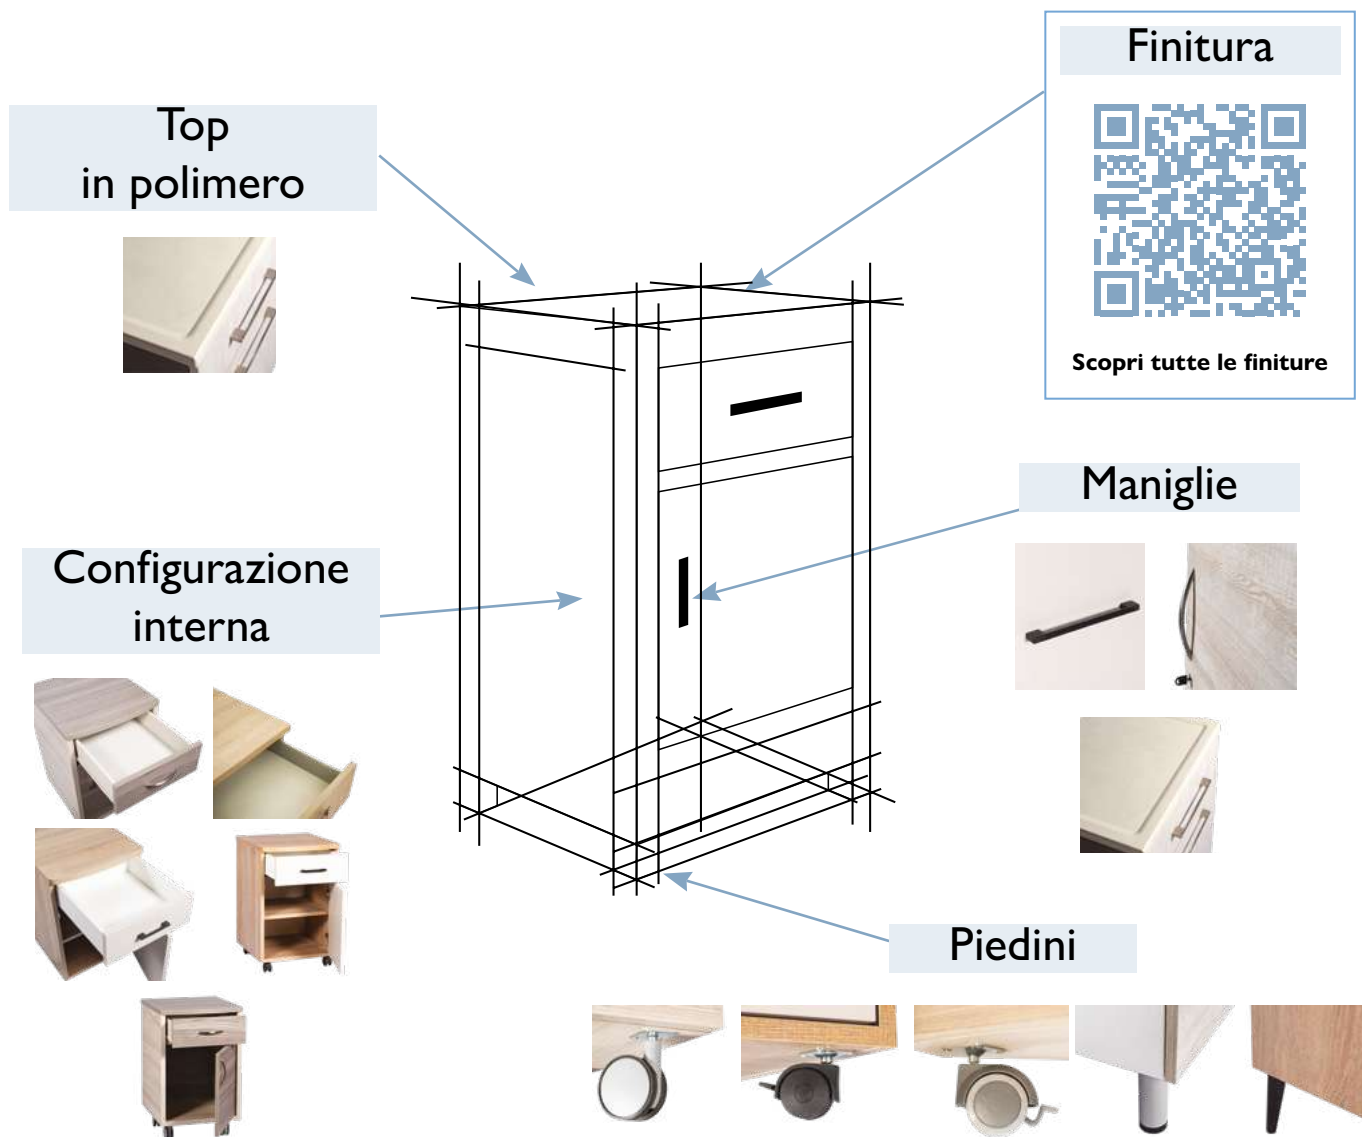 Finitura
Top
in polimero
Scopri tutte le finiture
Maniglie
Configurazione
interna
Piedini